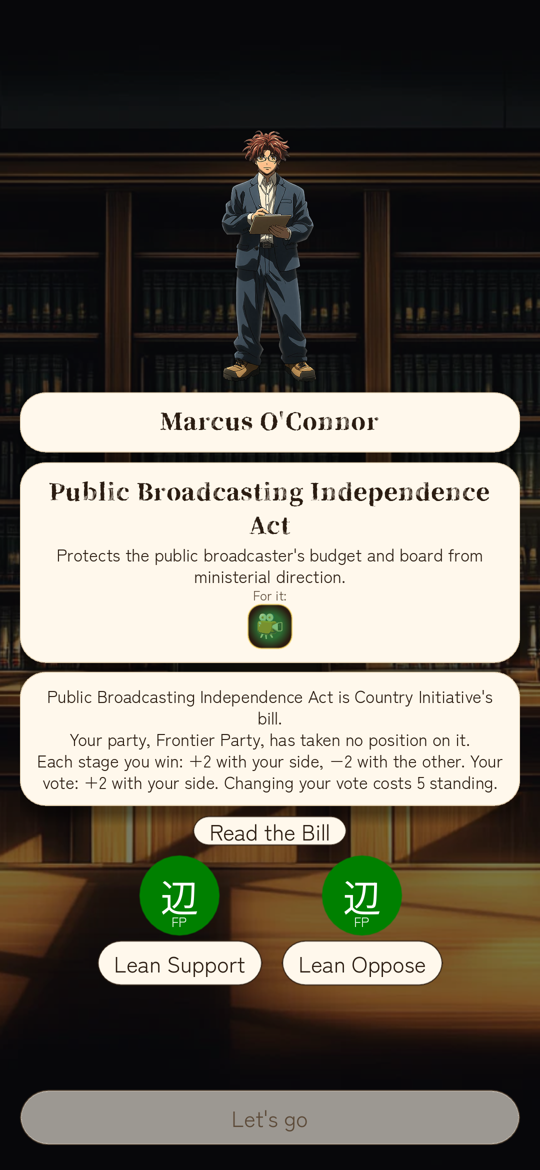 Marcus O'Connor
Public Broadcasting Independence
Act
Protects the public broadcaster's budget and board from
ministerial direction.
For it:
Public Broadcasting Independence Act is Country Initiative's
bill.
Your party, Frontier Party, has taken no position on it.
Each stage you win: +2 with your side, −2 with the other. Your
vote: +2 with your side. Changing your vote costs 5 standing.
Read the Bill
辺
FP
辺
FP
Lean Support
Lean Oppose
Let's go